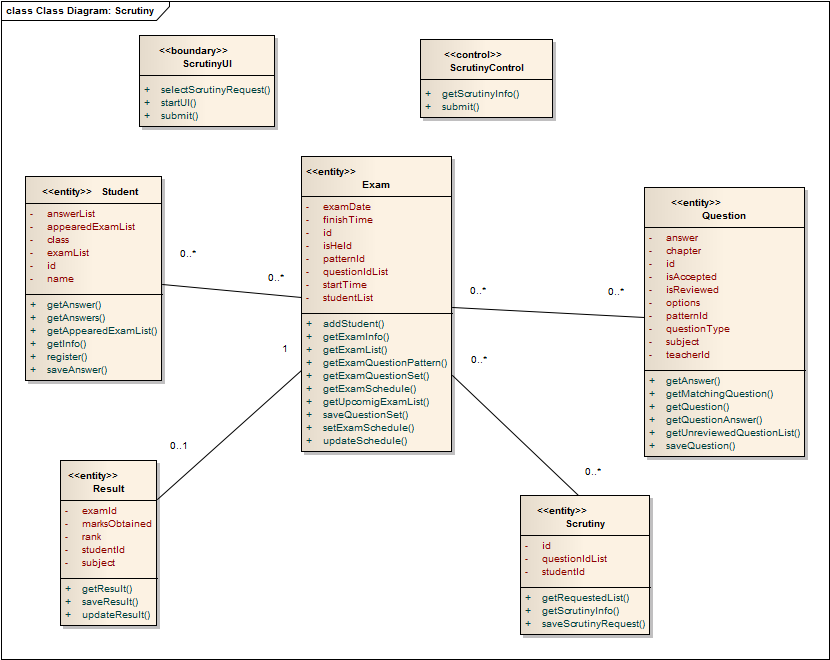 class Class Diagram: Scrutiny
<<boundary>>
ScrutinyUI
+ selectScrutinyRequest()
+ startUI()
+ submit()
<<control>>
ScrutinyControl
+ getScrutinyInfo()
+ submit()
<<entity>> Student
- answerList
- appearedExamList
- class
- examList
- id
- name
+ getAnswer()
+ getAnswers()
+ getAppearedExamList()
+ getInfo()
+ register()
+ saveAnswer()
0..*
0..*
<<entity>>
Exam
- examDate
- finishTime
- id
- isHeld
- patternId
- questionIdList
- startTime
- studentList
+ addStudent()
+ getExamInfo()
+ getExamList()
+ getExamQuestionPattern()
+ getExamQuestionSet()
+ getExamSchedule()
+ getUpcomigExamList()
+ saveQuestionSet()
+ setExamSchedule()
+ updateSchedule()
0..*
0..*
<<entity>>
Question
- answer
- chapter
- id
- isAccepted
- isReviewed
- options
- patternId
- questionType
- subject
- teacherId
+ getAnswer()
+ getMatchingQuestion()
+ getQuestion()
+ getQuestionAnswer()
+ getUnreviewedQuestionList()
+ saveQuestion()
1
0..1
<<entity>>
Result
- examId
- marksObtained
- rank
- studentId
- subject
+ getResult()
+ saveResult()
+ updateResult()
0..*
0..*
<<entity>>
Scrutiny
- id
- questionIdList
- studentId
+ getRequestedList()
+ getScrutinyInfo()
+ saveScrutinyRequest()